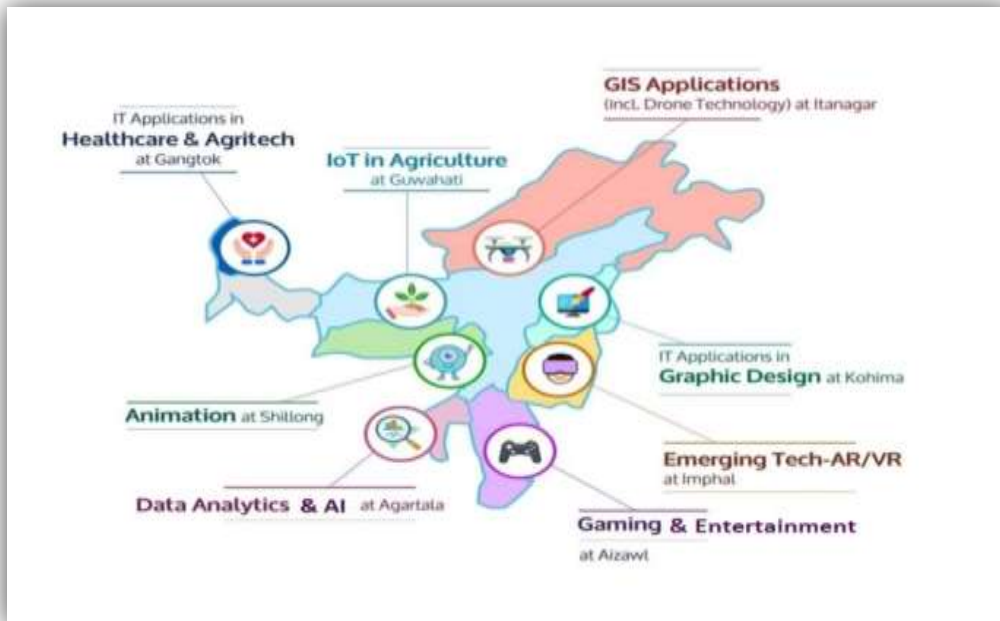 GIS Applications
(incl. Drone Technology) at Itanagar
IT Applications in
Healthcare & Agritech
at Gangtok
IoT in Agriculture
at Guwahati
IT Applications in
Graphic Design at Kohima
Animation at Shillong
Emerging Tech-AR/VR
at Imphal
Data Analytics & AI at Agartala
Gaming & Entertainment
at Aizawl